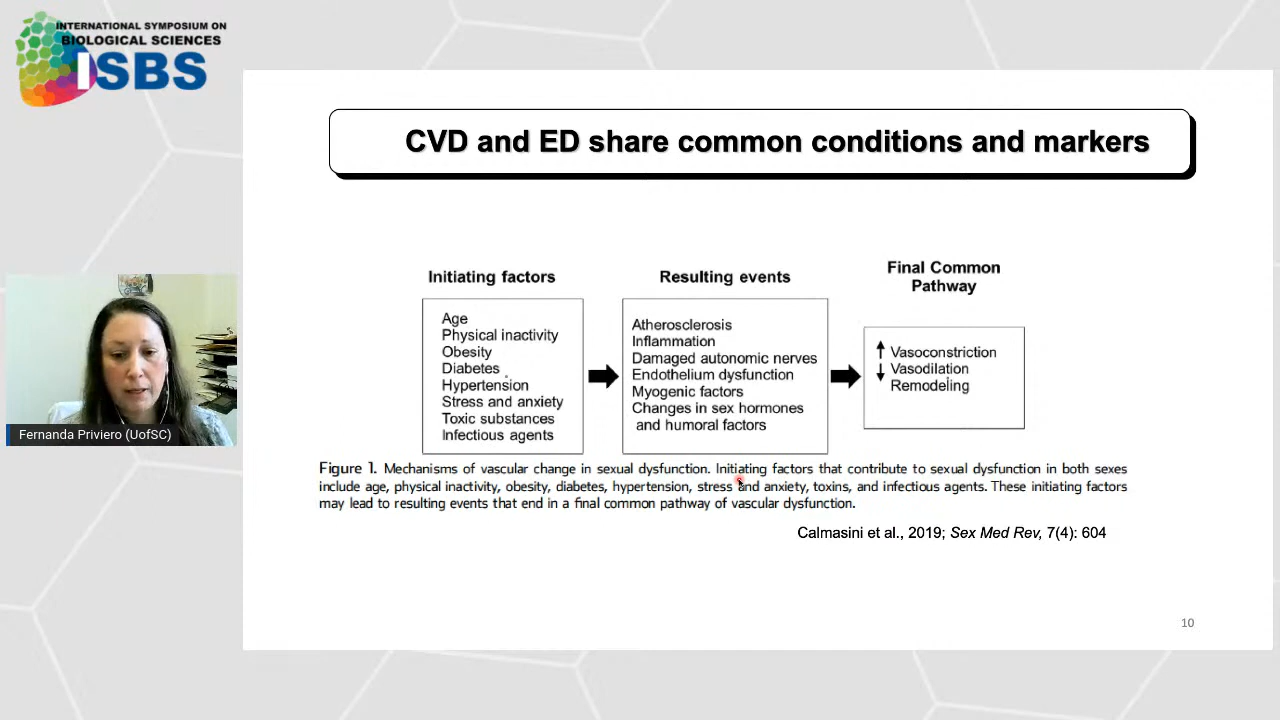 INTERNATIONAL SYMPOSIUM ON
BIOLOGICAL SCIENCES
ISBS
CVD and ED share common conditions and markers
Initiating factors
Age
Physical inactivity
Obesity
Diabetes
Hypertension
Stress and anxiety
Toxic substances
Infectious agents
Resulting events
Atherosclerosis
Inflammation
Damaged autonomic nerves
Endothelium dysfunction
Myogenic factors
Changes in sex hormones
and humoral factors
Final Common
Pathway
↑ Vasoconstriction
↓ Vasodilation
Remodeling
Figure 1. Mechanisms of vascular change in sexual dysfunction. Initiating factors that contribute to sexual dysfunction in both sexes
include age, physical inactivity, obesity, diabetes, hypertension, stress and anxiety, toxins, and infectious agents. These initiating factors
may lead to resulting events that end in a final common pathway of vascular dysfunction.
Calmasini et al., 2019; Sex Med Rev, 7(4): 604
10
Fernanda Priviero (UofSC)